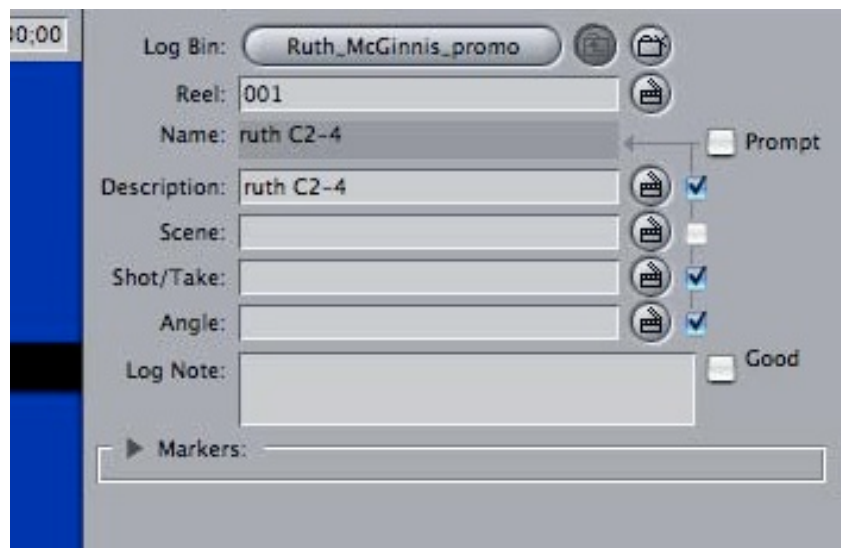 00;00
Log Bin: Ruth_McGinnis_promo
Reel: 001
Name: ruth C2-4
Prompt
Description: ruth C2-4
Scene:
Shot/Take:
Angle:
Log Note:
Good
Markers: